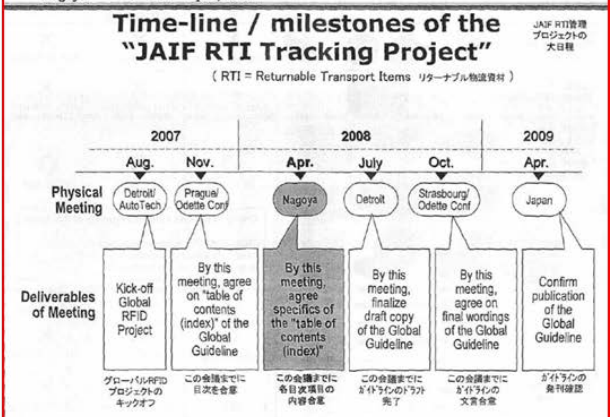 Time-line / milestones of the
"JAIF RTI Tracking Project"
JAIF RTI管理
プロジェクトの
大日程
( RTI = Returnable Transport Items リターナブル物流資材 )
2007
2008
2009
Aug.
Nov.
Apr.
July
Oct.
Apr.
Physical
Meeting
Detroit/
AutoTech
Prague/
Odette Conf
Nagoya
Detroit
Strasbourg/
Odette Conf
Japan
Deliverables
of Meeting
Kick-off
Global
RFID
Project
By this
meeting, agree
on "table of
contents
(index)" of the
Global
Guideline
By this
meeting,
agree
specifics of
the "table of
contents
(index)"
By this
meeting,
finalize
draft copy
of the Global
Guideline
By this
meeting,
agree on
final wordings
of the Global
Guideline
Confirm
publication
of the
Global
Guideline
グローバルRFID
プロジェクトの
キックオフ
この会議までに
目次を合意
この会議までに
各目次項目の
内容合意
この会議までに
ガイドラインのドラフト
完了
この会議までに
ガイドラインの
文言合意
ガイドラインの
発刊確認